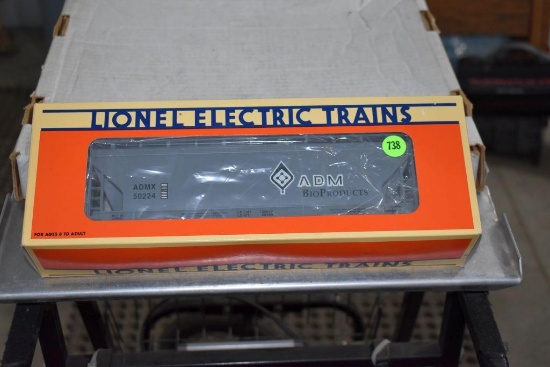 LIONEL ELECTRIC TRAINS
738
ADMX
50224
ADM
BIOPRODUCTS
FOR AGES 8 TO ADULT
LIONEL ELECTRIC TRAINS